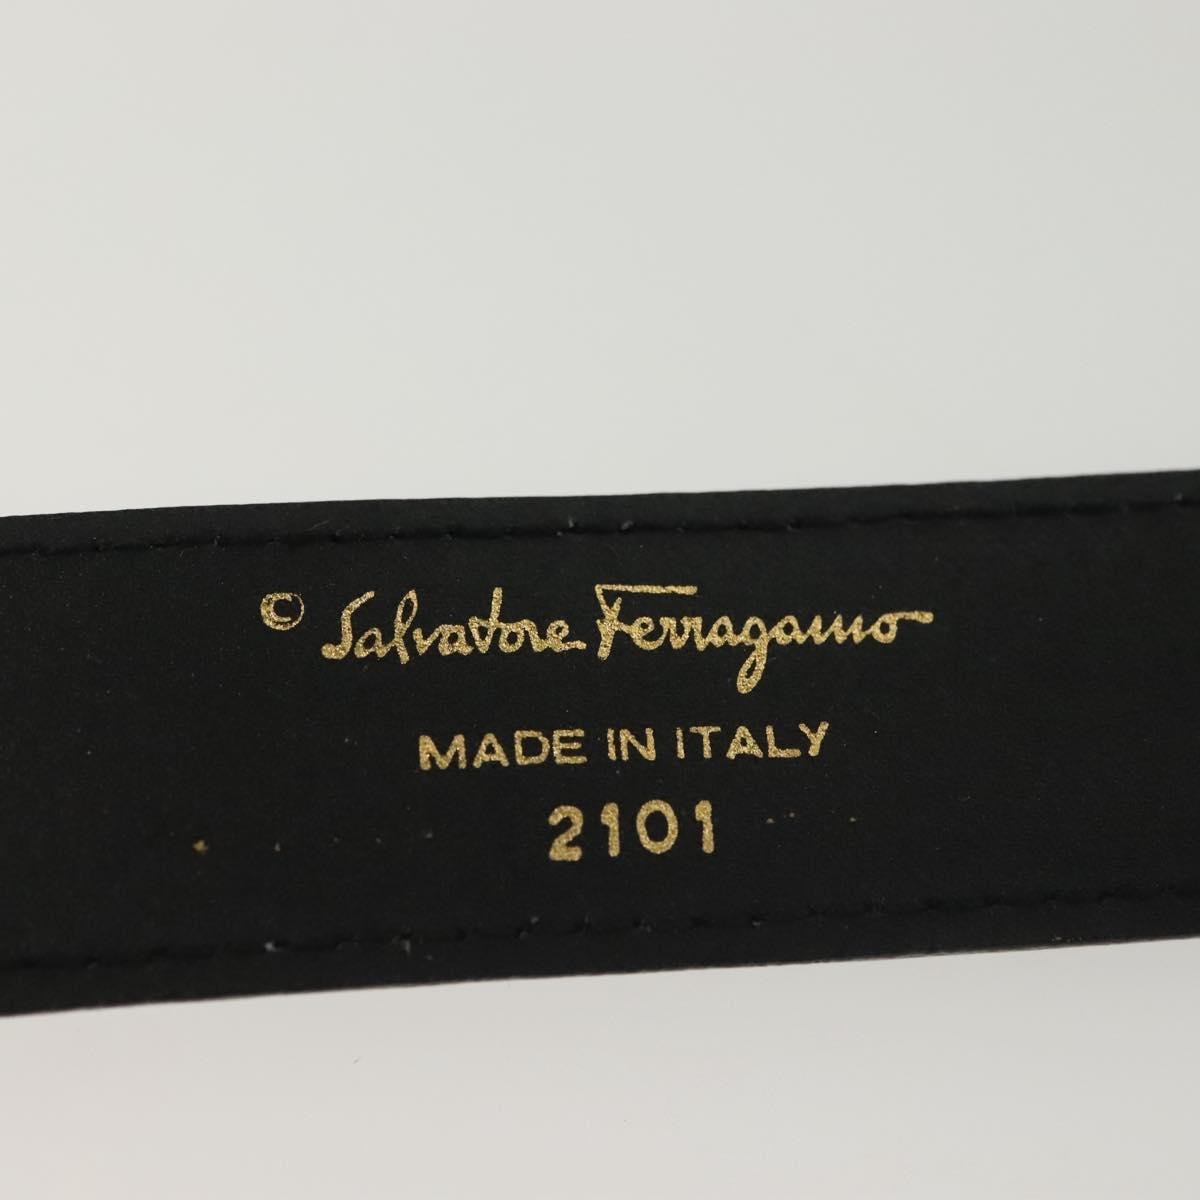 © Salvatore Ferragamo
MADE IN ITALY
2101